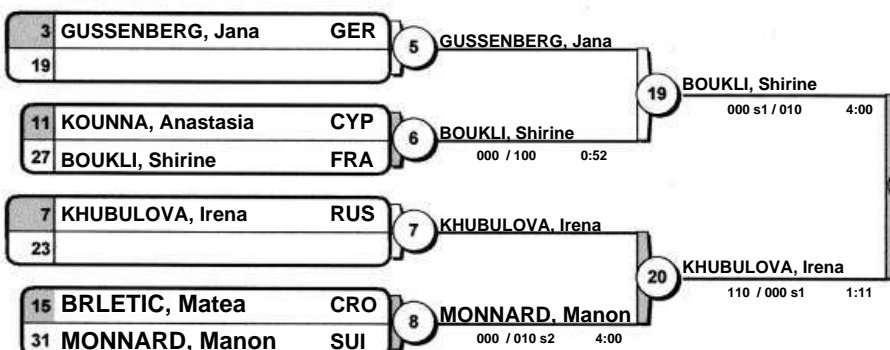 3 GUSSENBERG, Jana GER
19
5
GUSSENBERG, Jana
11 KOUNNA, Anastasia CYP
27 BOUKLI, Shirine FRA
6
BOUKLI, Shirine
000 / 100 0:52
19
BOUKLI, Shirine
000 s1 / 010 4:00
7 KHUBULOVA, Irena RUS
23
7
KHUBULOVA, Irena
15 BRLETIC, Matea CRO
31 MONNARD, Manon SUI
8
MONNARD, Manon
000 / 010 s2 4:00
20
KHUBULOVA, Irena
110 / 000 s1 1:11